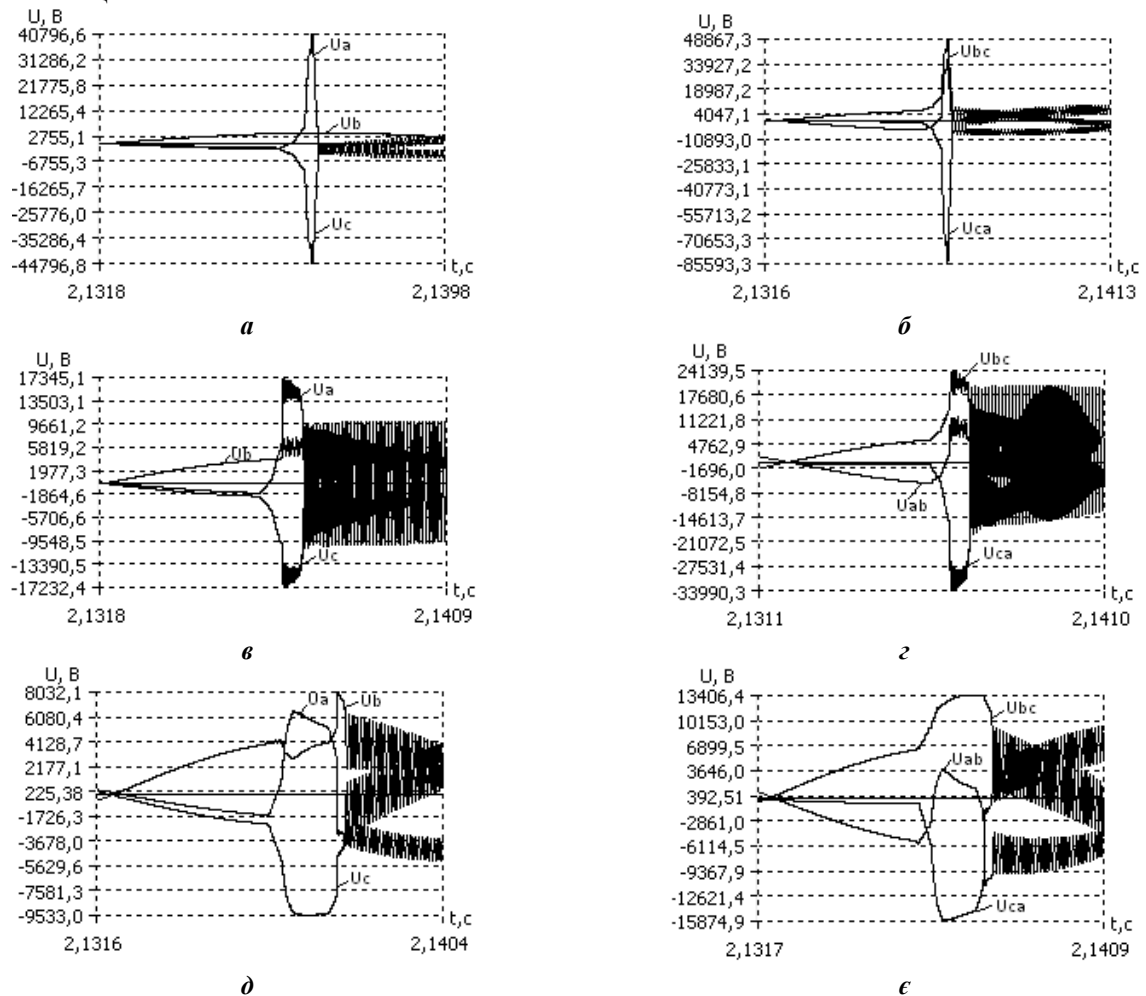 U, В
40796,6
31286,2
21775,8
12265,4
2755,1
-6755,3
-16265,7
-25776,0
-35286,4
-44796,8
Ua
Ub
Uc
t,c
2,1318
2,1398
а
U, В
48867,3
33927,2
18987,2
4047,1
-10893,0
-25833,1
-40773,1
-55713,2
-70653,3
-85593,3
Ubc
Uca
t,c
2,1316
2,1413
б
U, В
17345,1
13503,1
9661,2
5819,2
1977,3
-1864,6
-5706,6
-9548,5
-13390,5
-17232,4
Ua
Ub
Uc
t,c
2,1318
2,1409
в
U, В
24139,5
17680,6
11221,8
4762,9
-1696,0
-8154,8
-14613,7
-21072,5
-27531,4
-33990,3
Ubc
Uab
Uca
t,c
2,1311
2,1410
г
U, В
8032,1
6080,4
4128,7
2177,1
225,38
-1726,3
-3678,0
-5629,6
-7581,3
-9533,0
Ua
Ub
Uc
t,c
2,1316
2,1404
д
U, В
13406,4
10153,0
6899,5
3646,0
392,51
-2861,0
-6114,5
-9367,9
-12621,4
-15874,9
Ubc
Uab
Uca
t,c
2,1317
2,1409
є